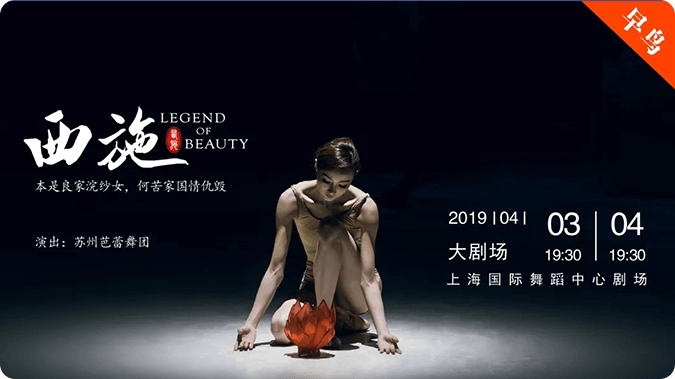 早鸟
西施
LEGEND
OF
BEAUTY
本是良家浣纱女，何苦家国情仇毁
演出：苏州芭蕾舞团
2019|04|
03
19:30
04
19:30
大剧场
上海国际舞蹈中心剧场